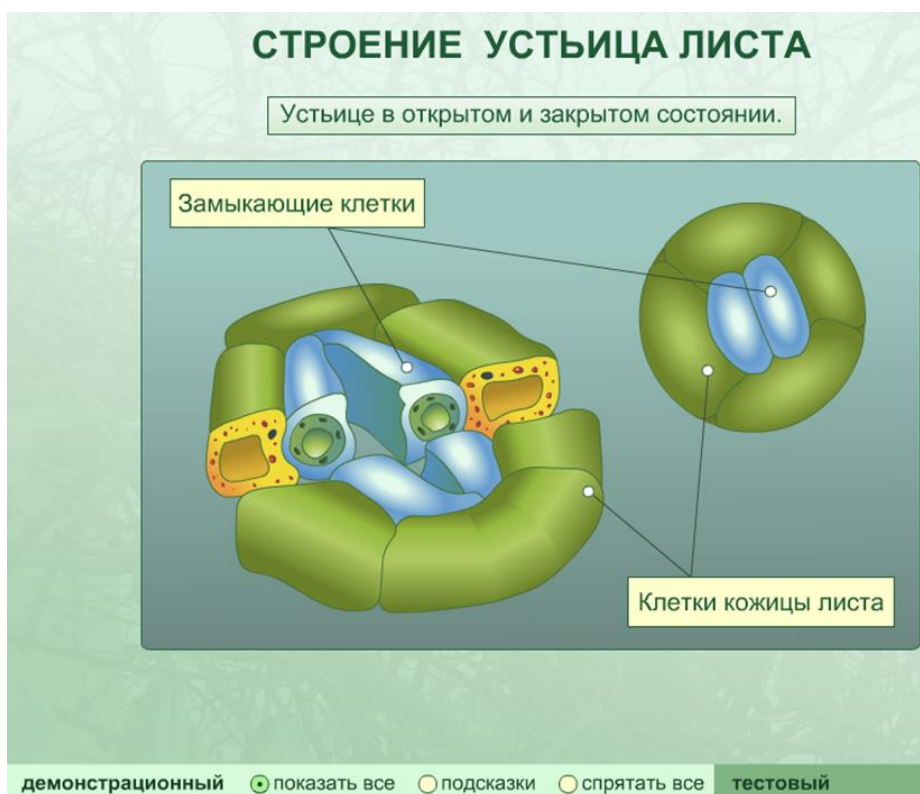 СТРОЕНИЕ УСТЬИЦА ЛИСТА
Устьице в открытом и закрытом состоянии.
Замыкающие клетки
Клетки кожицы листа
демонстрационный показать все подсказки спрятать все тестовый